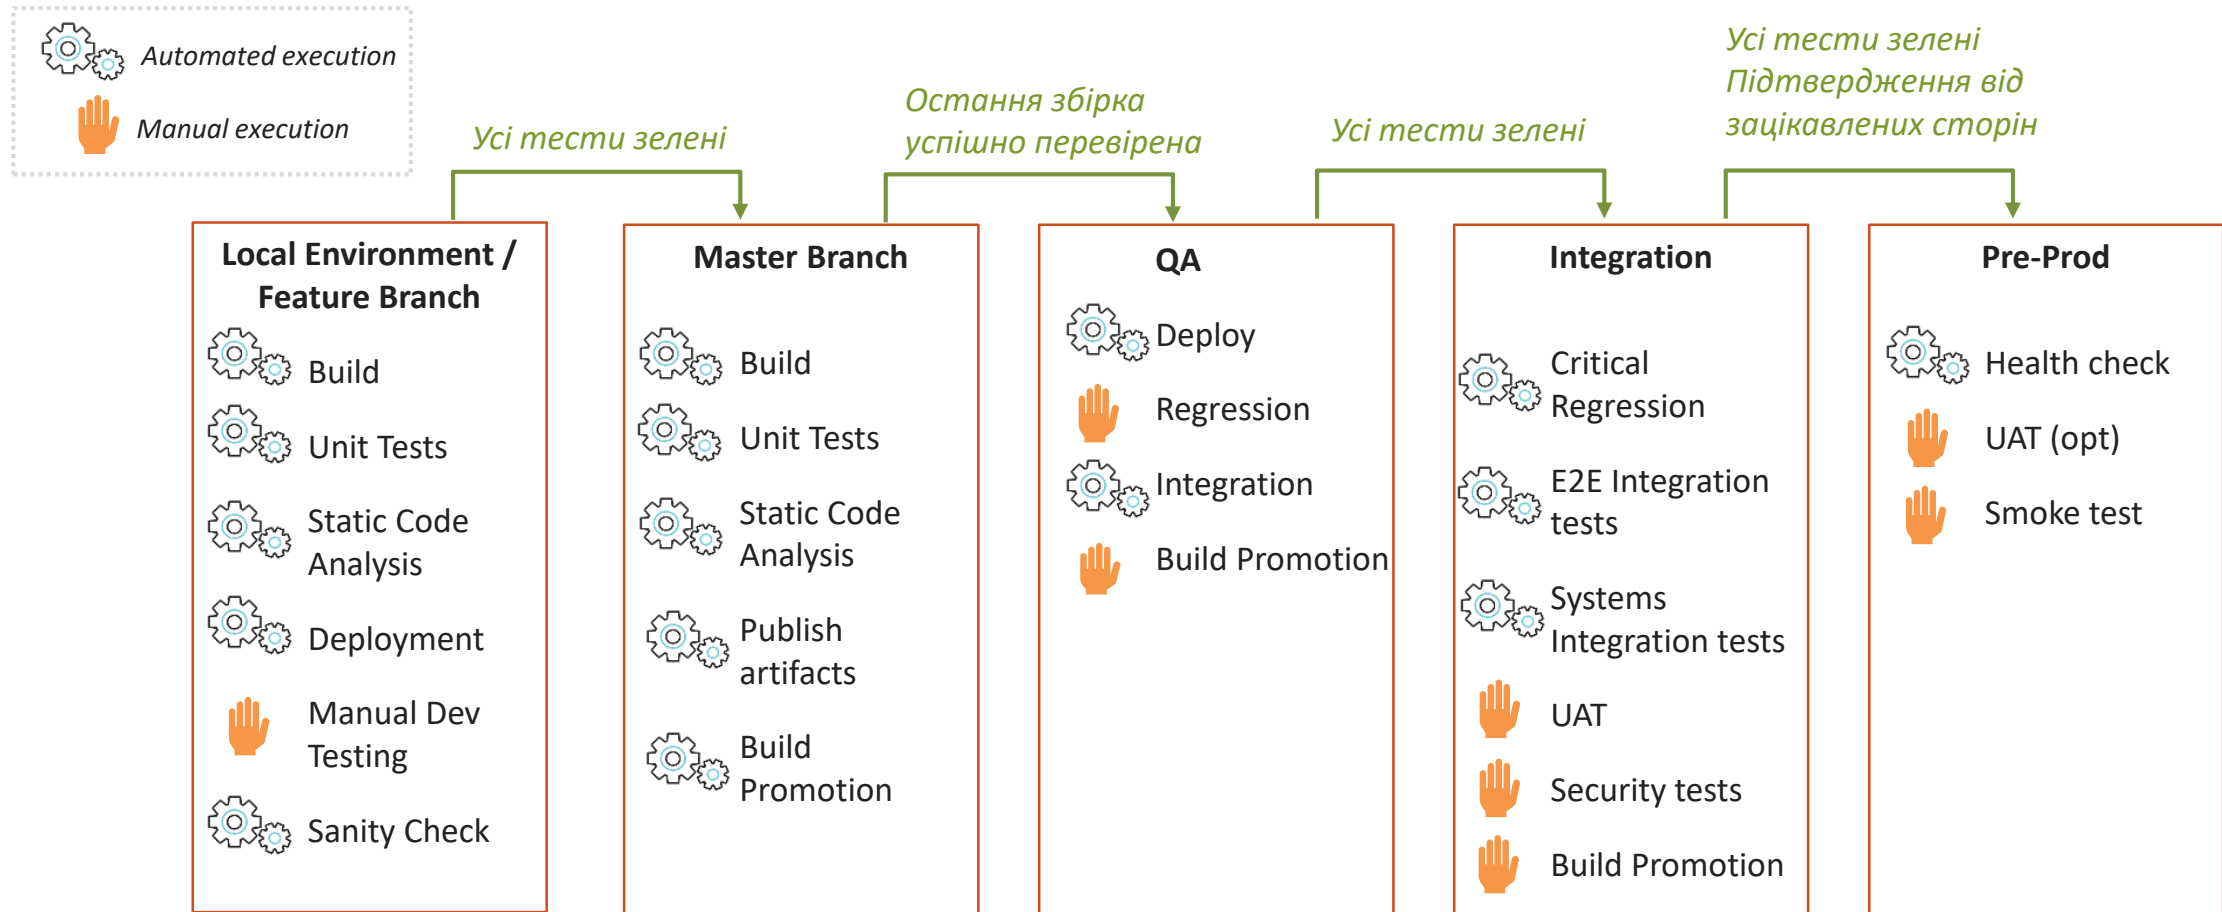 Automated execution
Manual execution
Усі тести зелені
Остання збірка
успішно перевірена
Усі тести зелені
Усі тести зелені
Підтвердження від
зацікавлених сторін
Local Environment /
Feature Branch
Build
Unit Tests
Static Code
Analysis
Deployment
Manual Dev
Testing
Sanity Check
Master Branch
Build
Unit Tests
Static Code
Analysis
Publish
artifacts
Build
Promotion
QA
Deploy
Regression
Integration
Build Promotion
Integration
Critical
Regression
E2E Integration
tests
Systems
Integration tests
UAT
Security tests
Build Promotion
Pre-Prod
Health check
UAT (opt)
Smoke test